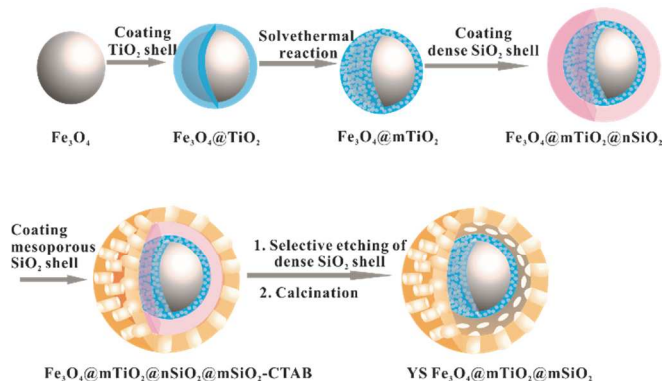 Coating
TiO₂ shell
Solvethermal
reaction
Coating
dense SiO₂ shell
Fe₃O₄
Fe₃O₄@TiO₂
Fe₃O₄@mTiO₂
Fe₃O₄@mTiO₂@nSiO₂
Coating
mesoporous
SiO₂ shell
1. Selective etching of
dense SiO₂ shell
2. Calcination
Fe₃O₄@mTiO₂@nSiO₂@mSiO₂-CTAB
YS Fe₃O₄@mTiO₂@mSiO₂